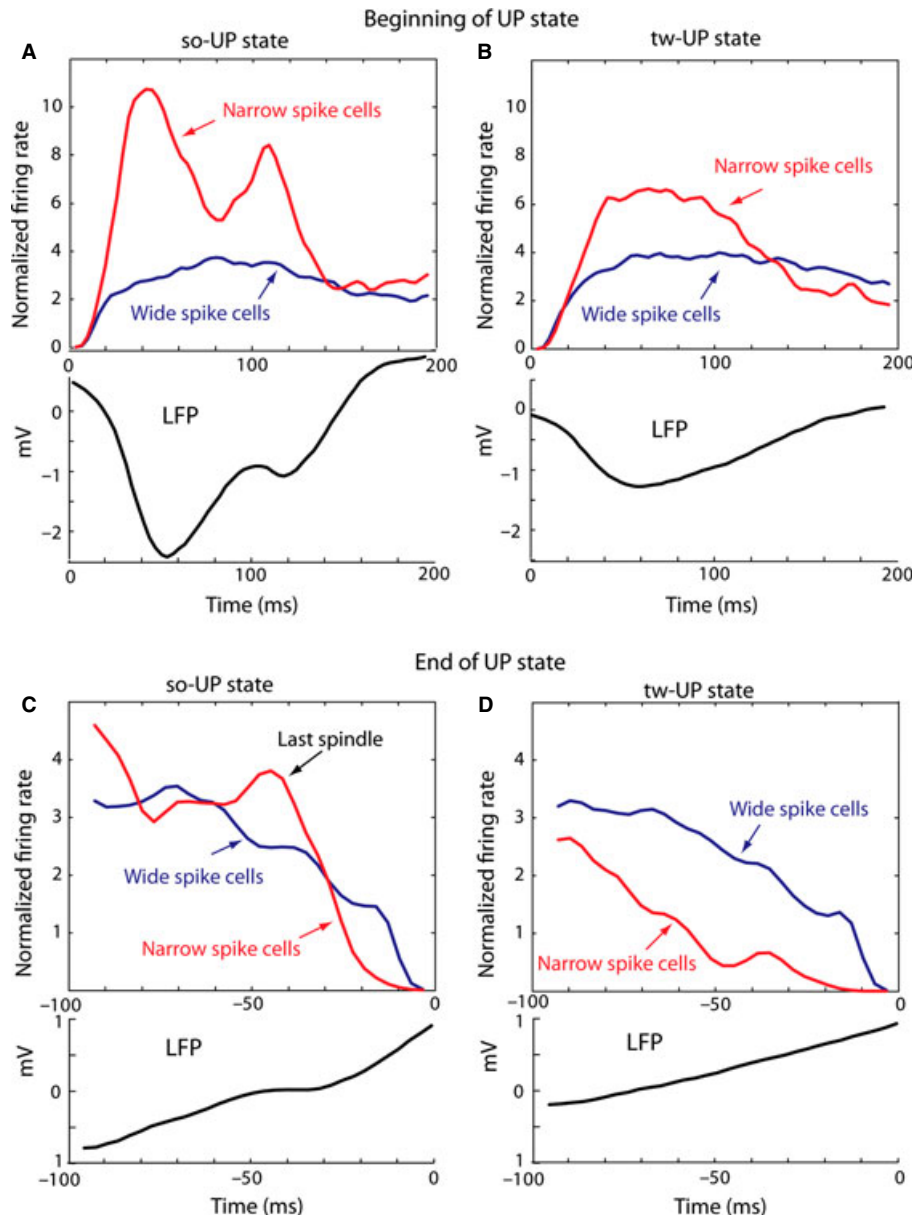 Beginning of UP state
A
so-UP state
B
tw-UP state
Normalized firing rate
10
8
6
4
2
0
Narrow spike cells
Wide spike cells
0
100
200
Normalized firing rate
10
8
6
4
2
0
Narrow spike cells
Wide spike cells
0
100
200
mV
0
−1
−2
LFP
0
100
200
Time (ms)
mV
0
−1
−2
LFP
0
100
200
Time (ms)
End of UP state
C
so-UP state
D
tw-UP state
Normalized firing rate
4
3
2
1
Last spindle
Wide spike cells
Narrow spike cells
−100
−50
0
Normalized firing rate
4
3
2
1
Wide spike cells
Narrow spike cells
−100
−50
0
mV
1
0
1
LFP
−100
−50
0
Time (ms)
mV
1
0
1
LFP
−100
−50
0
Time (ms)